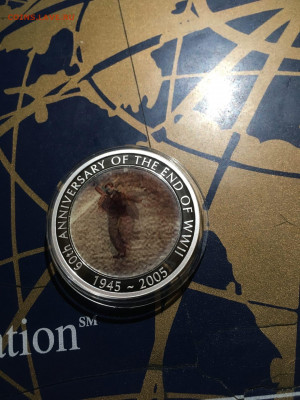 60th ANNIVERSARY OF THE END OF WWII
1945 ~ 2005
ation℠